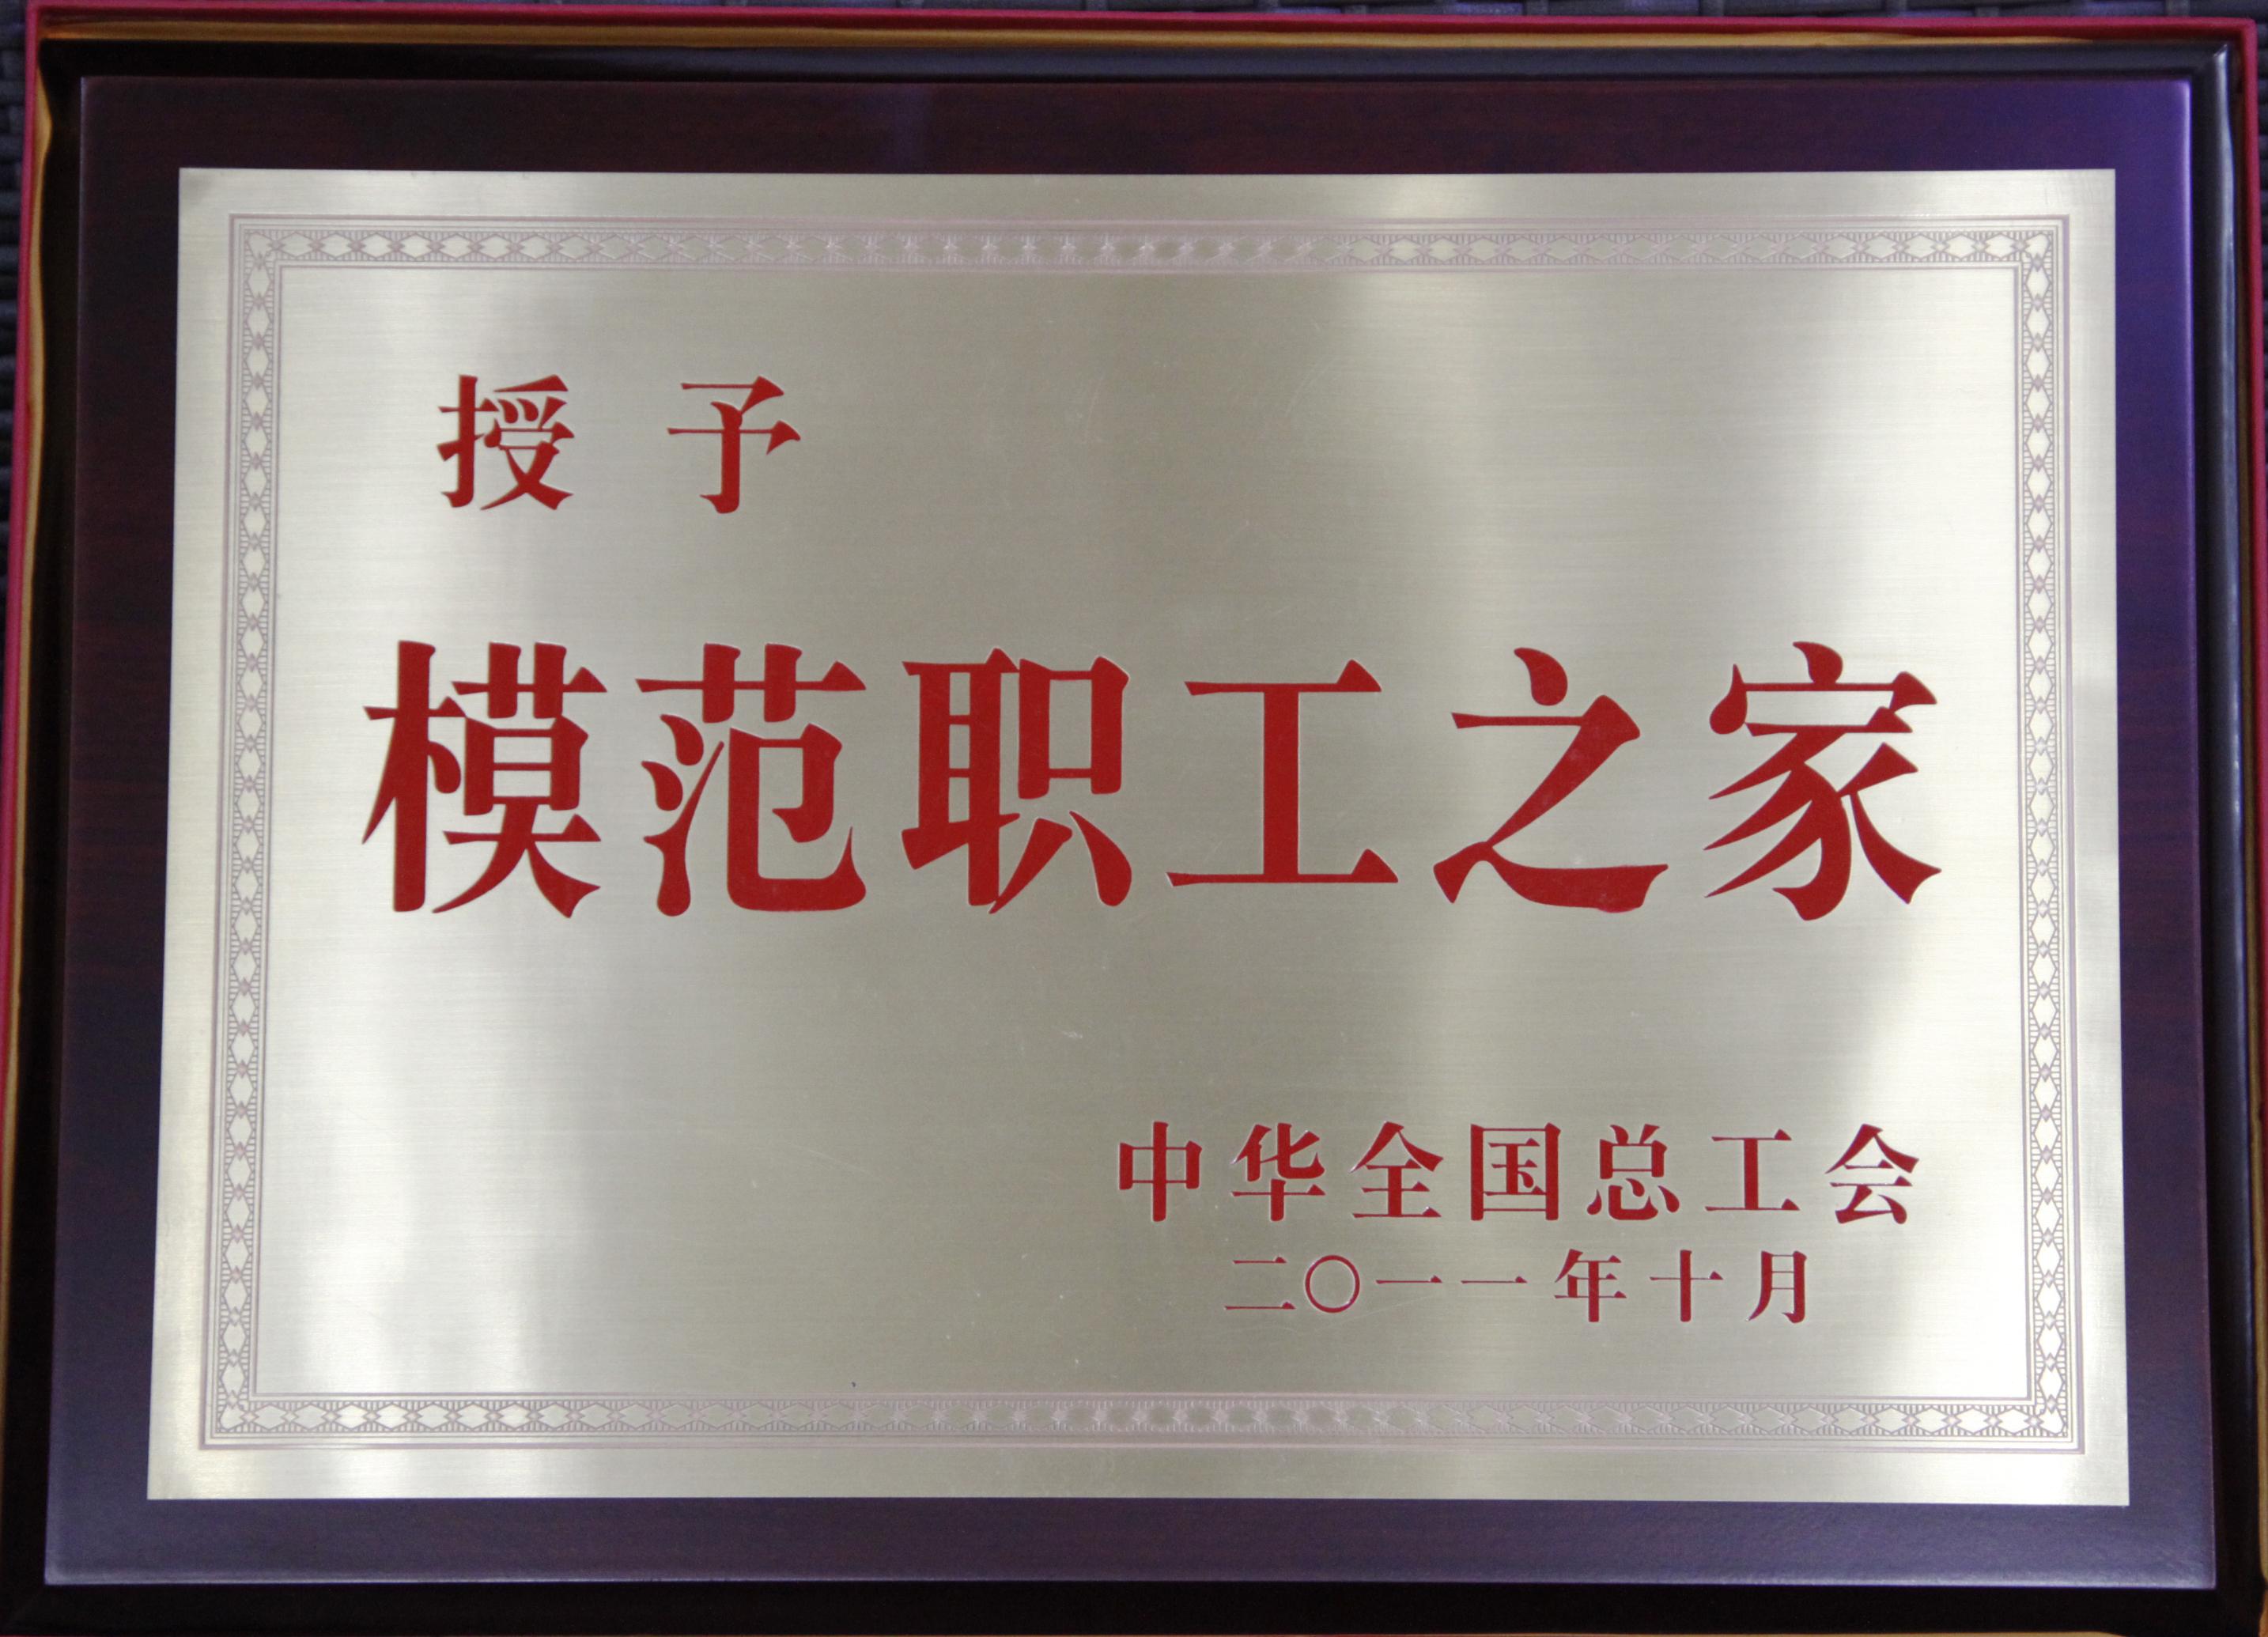 授予
模范职工之家
中华全国总工会
二〇一一年十月